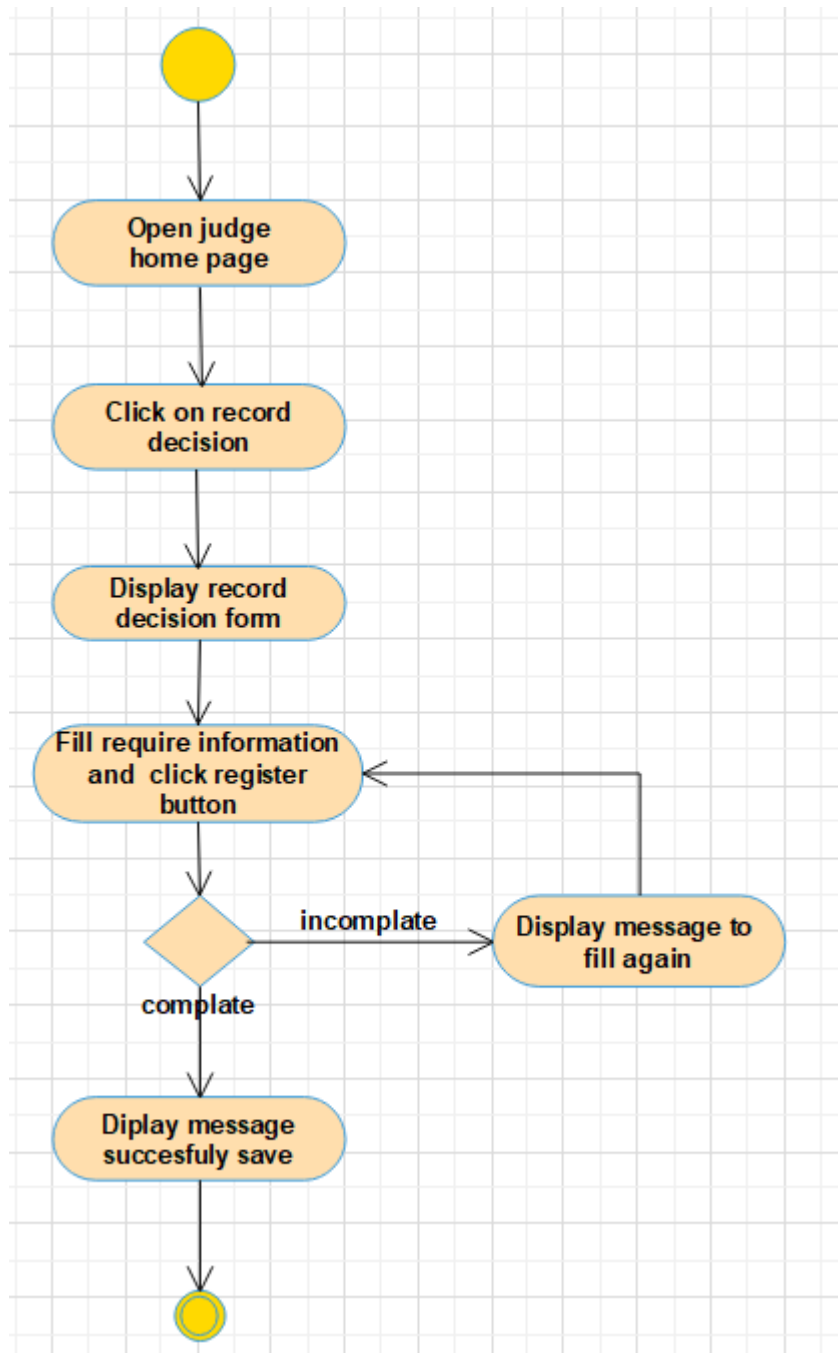 Open judge
home page
Click on record
decision
Display record
decision form
Fill require information
and click register
button
incomplate
Display message to
fill again
complate
Diplay message
succesfuly save